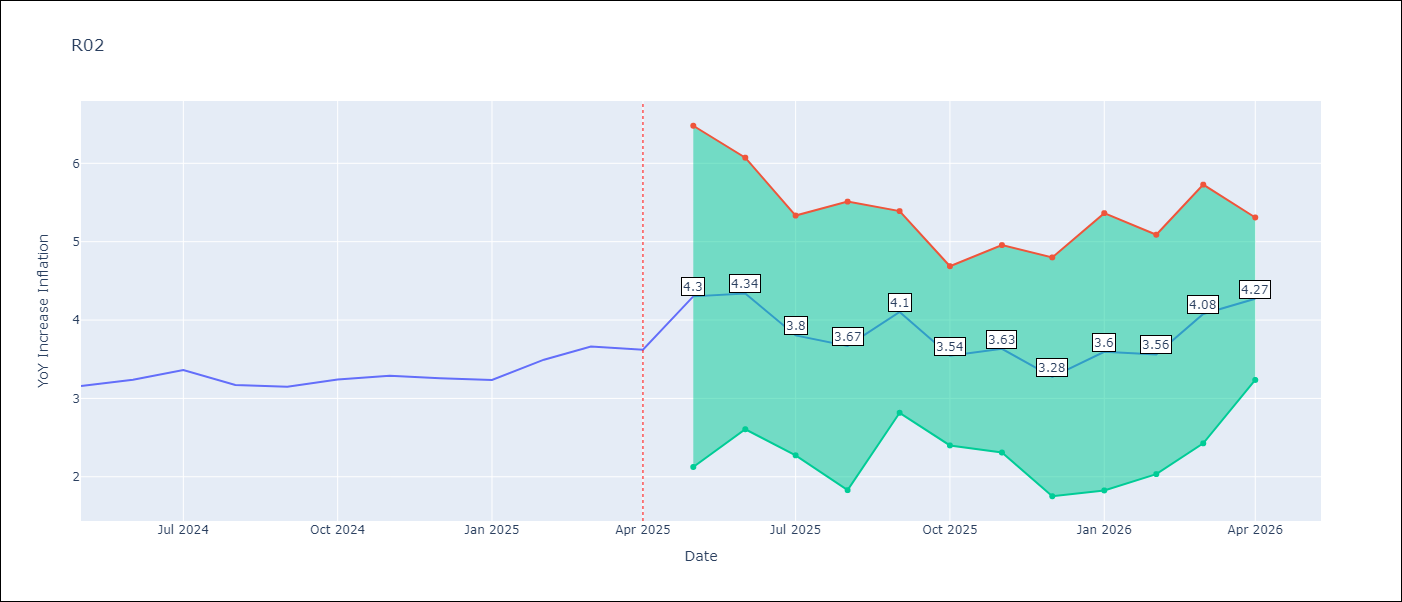 R02
YoY Increase Inflation
6
5
4
3
2
4.3
4.34
3.8
3.67
4.1
3.54
3.63
3.28
3.6
3.56
4.08
4.27
Jul 2024
Oct 2024
Jan 2025
Apr 2025
Jul 2025
Oct 2025
Jan 2026
Apr 2026
Date